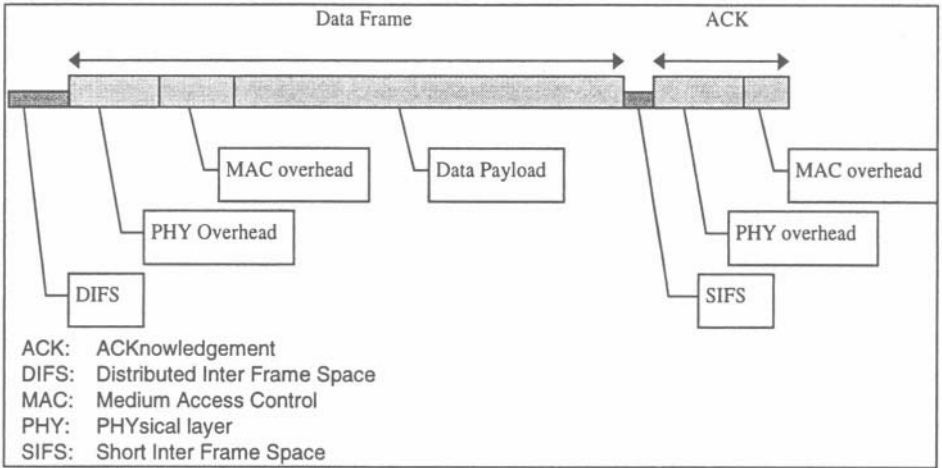 Data Frame
ACK
MAC overhead
Data Payload
MAC overhead
PHY Overhead
PHY overhead
DIFS
SIFS
ACK: ACKnowledgement
DIFS: Distributed Inter Frame Space
MAC: Medium Access Control
PHY: PHYsical layer
SIFS: Short Inter Frame Space